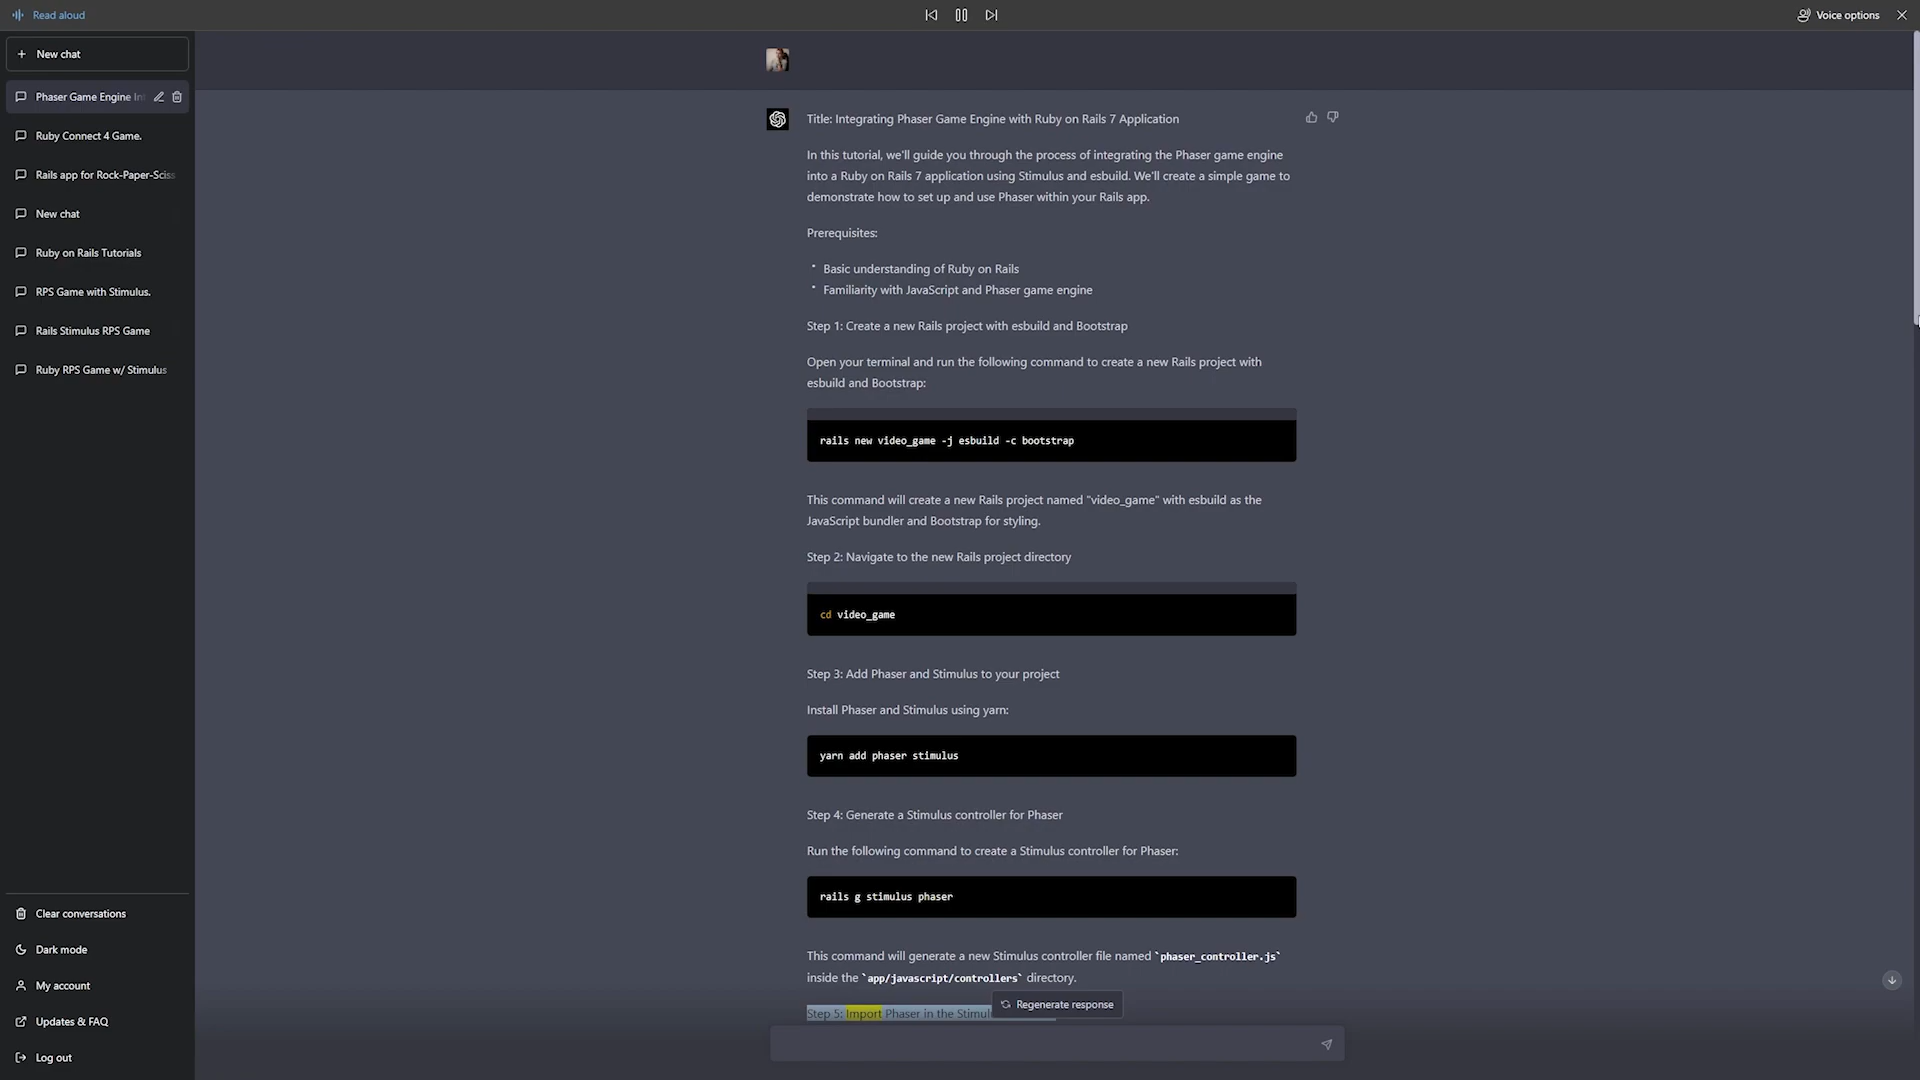 Read aloud
Voice options
New chat
Phaser Game Engine In
Ruby Connect 4 Game.
Rails app for Rock-Paper-Sciss
New chat
Ruby on Rails Tutorials
RPS Game with Stimulus.
Rails Stimulus RPS Game
Ruby RPS Game w/ Stimulus
Clear conversations
Dark mode
My account
Updates & FAQ
Log out
Title: Integrating Phaser Game Engine with Ruby on Rails 7 Application
In this tutorial, we'll guide you through the process of integrating the Phaser game engine
into a Ruby on Rails 7 application using Stimulus and esbuild. We'll create a simple game to
demonstrate how to set up and use Phaser within your Rails app.
Prerequisites:
• Basic understanding of Ruby on Rails
• Familiarity with JavaScript and Phaser game engine
Step 1: Create a new Rails project with esbuild and Bootstrap
Open your terminal and run the following command to create a new Rails project with
esbuild and Bootstrap:
rails new video_game -j esbuild -c bootstrap
This command will create a new Rails project named "video_game" with esbuild as the
JavaScript bundler and Bootstrap for styling.
Step 2: Navigate to the new Rails project directory
cd video_game
Step 3: Add Phaser and Stimulus to your project
Install Phaser and Stimulus using yarn:
yarn add phaser stimulus
Step 4: Generate a Stimulus controller for Phaser
Run the following command to create a Stimulus controller for Phaser:
rails g stimulus phaser
This command will generate a new Stimulus controller file named `phaser_controller.js`
inside the `app/javascript/controllers` directory.
Step 5: Import Phaser in the Stimul
Regenerate response